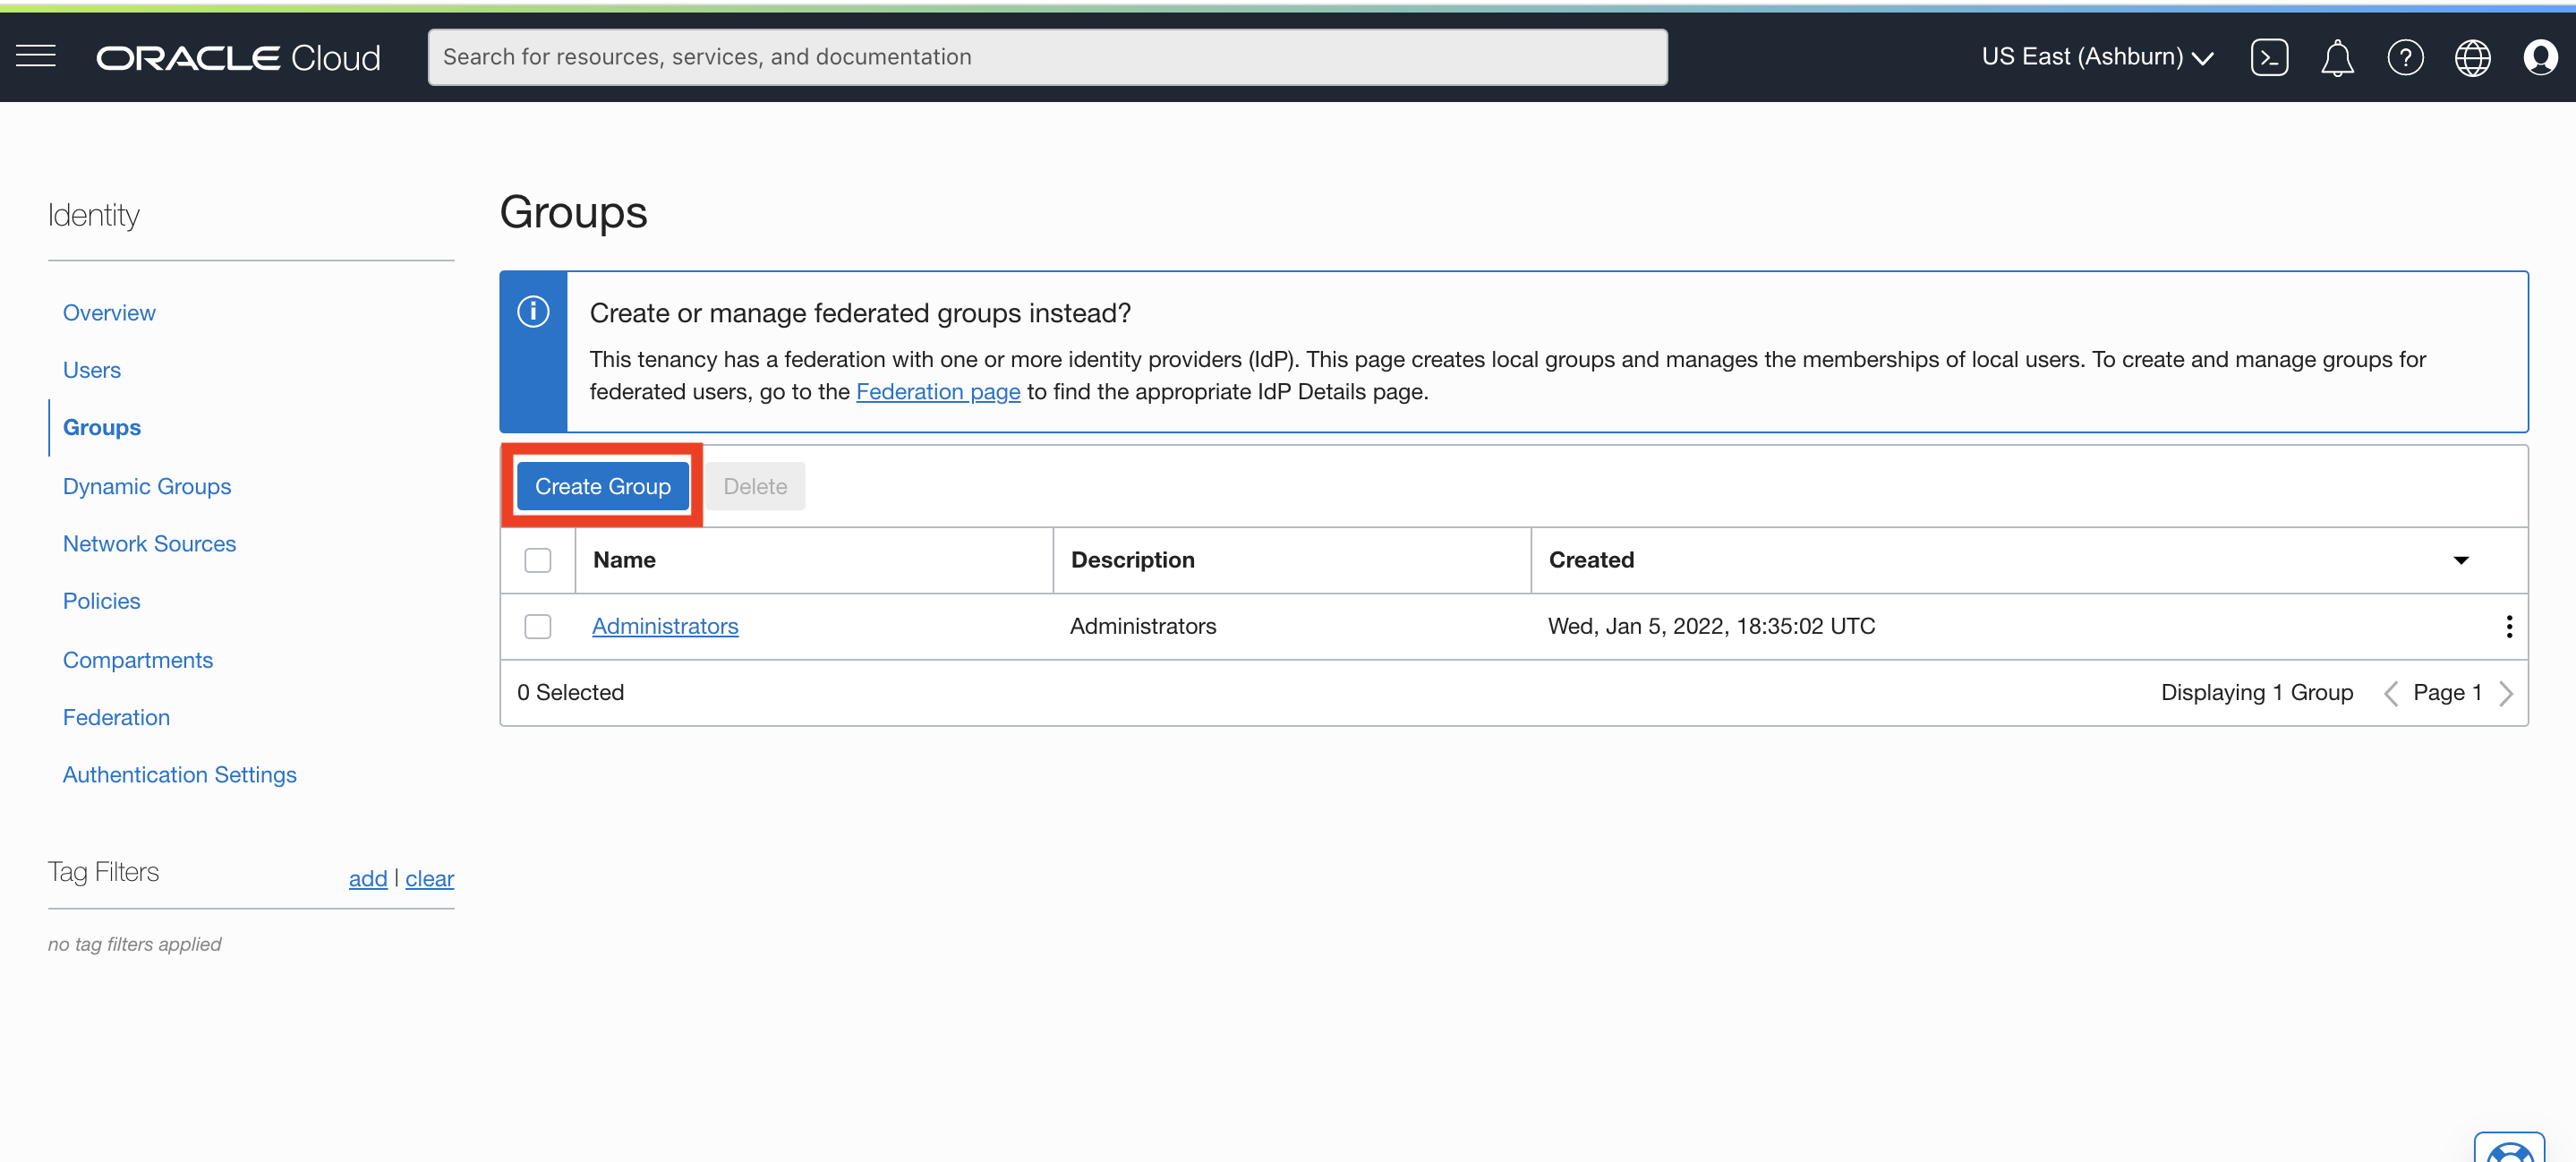 ORACLE Cloud
Search for resources, services, and documentation
US East (Ashburn)
Identity
Overview
Users
Groups
Dynamic Groups
Network Sources
Policies
Compartments
Federation
Authentication Settings
Tag Filters
add | clear
no tag filters applied
Groups
Create or manage federated groups instead?
This tenancy has a federation with one or more identity providers (IdP). This page creates local groups and manages the memberships of local users. To create and manage groups for
federated users, go to the Federation page to find the appropriate IdP Details page.
Create Group Delete
Name Description Created
Administrators Administrators Wed, Jan 5, 2022, 18:35:02 UTC
0 Selected Displaying 1 Group Page 1